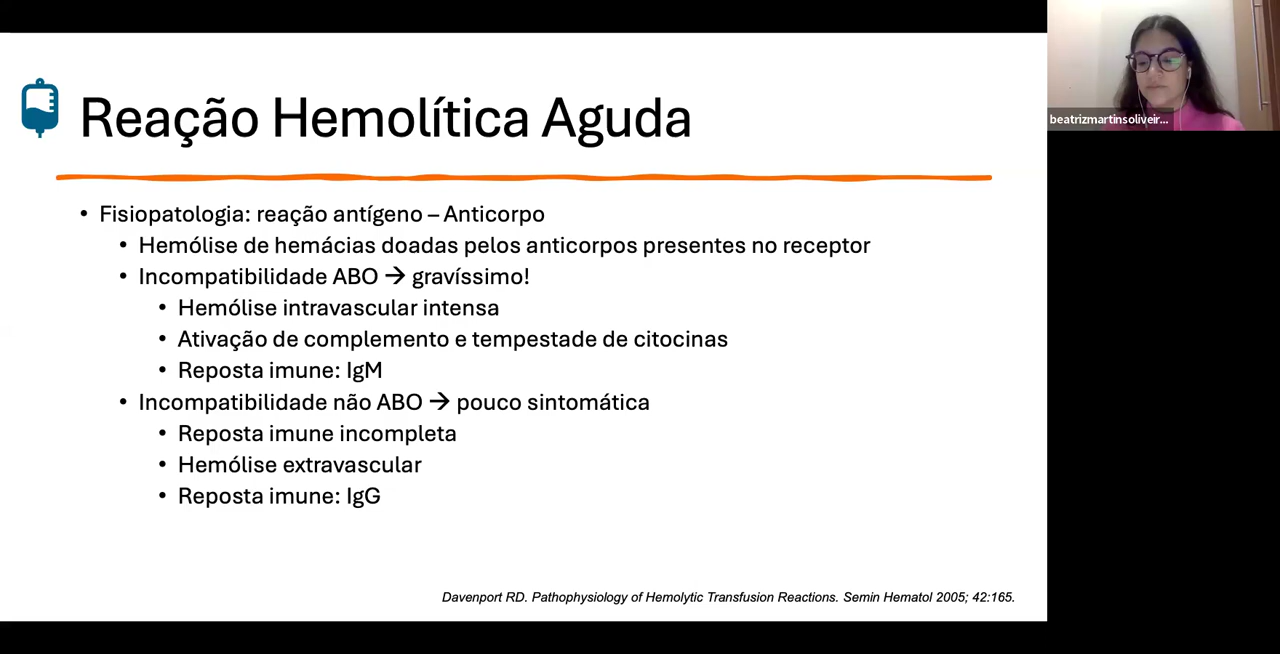 Reação Hemolítica Aguda
beatrizmartinsoliveir...
• Fisiopatologia: reação antígeno – Anticorpo
• Hemólise de hemácias doadas pelos anticorpos presentes no receptor
• Incompatibilidade ABO → gravíssimo!
• Hemólise intravascular intensa
• Ativação de complemento e tempestade de citocinas
• Reposta imune: IgM
• Incompatibilidade não ABO → pouco sintomática
• Reposta imune incompleta
• Hemólise extravascular
• Reposta imune: IgG
Davenport RD. Pathophysiology of Hemolytic Transfusion Reactions. Semin Hematol 2005; 42:165.